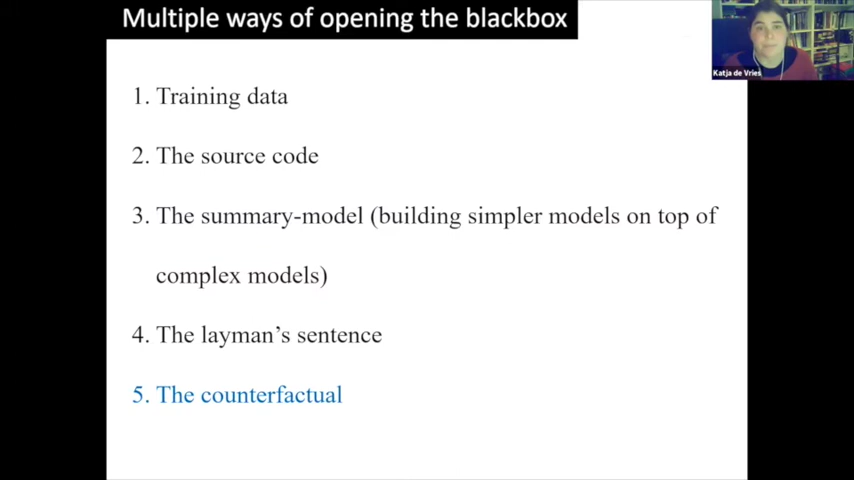 Multiple ways of opening the blackbox
Katja de Vries
1. Training data
2. The source code
3. The summary-model (building simpler models on top of
complex models)
4. The layman’s sentence
5. The counterfactual